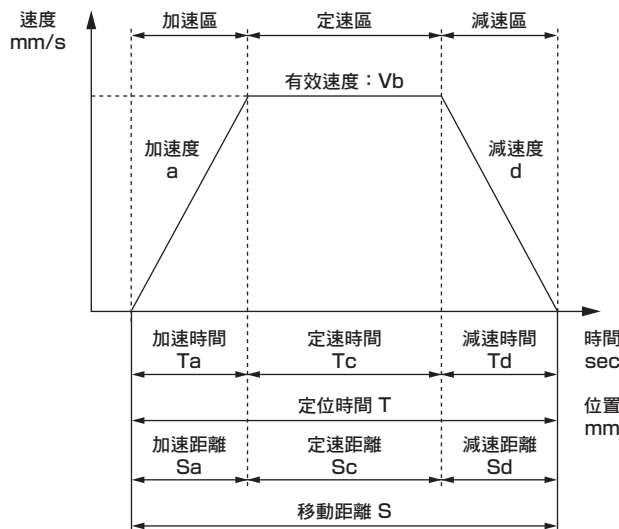 速度
mm/s
加速區
定速區
減速區
有效速度：Vb
加速度
a
減速度
d
加速時間
Ta
定速時間
Tc
減速時間
Td
時間
sec
定位時間 T
位置
mm
加速距離
Sa
定速距離
Sc
減速距離
Sd
移動距離 S